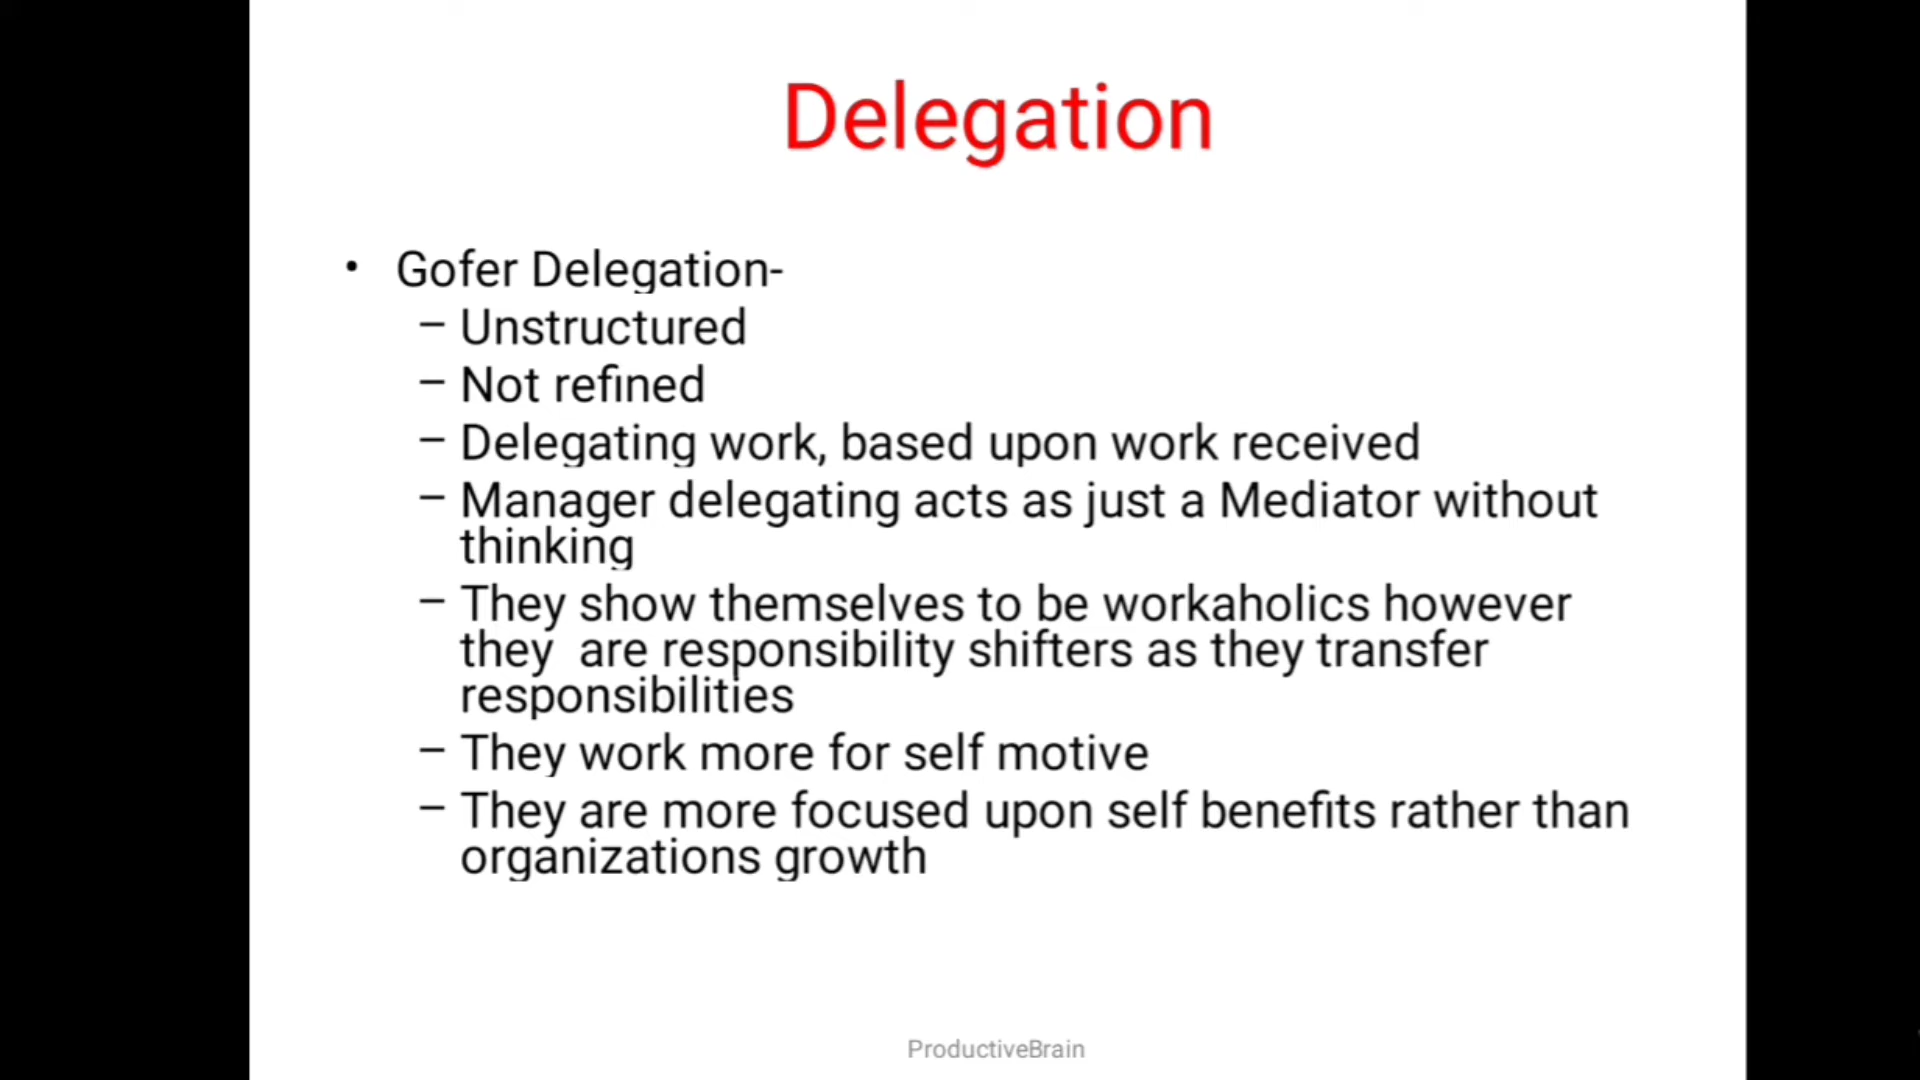 Delegation
• Gofer Delegation-
– Unstructured
– Not refined
– Delegating work, based upon work received
– Manager delegating acts as just a Mediator without
thinking
– They show themselves to be workaholics however
they  are responsibility shifters as they transfer
responsibilities
– They work more for self motive
– They are more focused upon self benefits rather than
organizations growth
ProductiveBrain